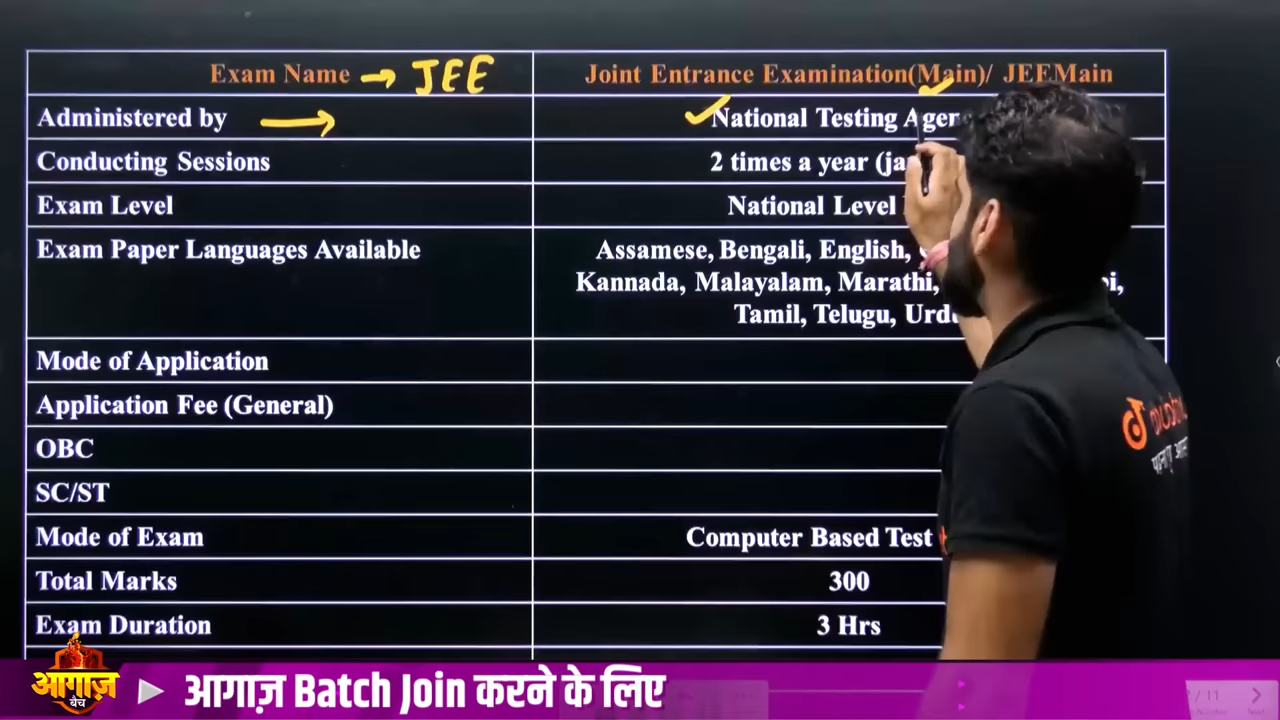 Exam Name → JEE
Joint Entrance Examination(Main)/ JEEMain
Administered by →
National Testing
Conducting Sessions
2 times a year
Exam Level
National Level
Exam Paper Languages Available
Assamese, Bengali, English,
Kannada, Malayalam, Marathi,
Tamil, Telugu,
Mode of Application
Application Fee (General)
OBC
SC/ST
Mode of Exam
Computer Based Test
Total Marks
300
Exam Duration
3 Hrs
आगाज़
बैच
आगाज़ Batch Join करने के लिए
/ 11